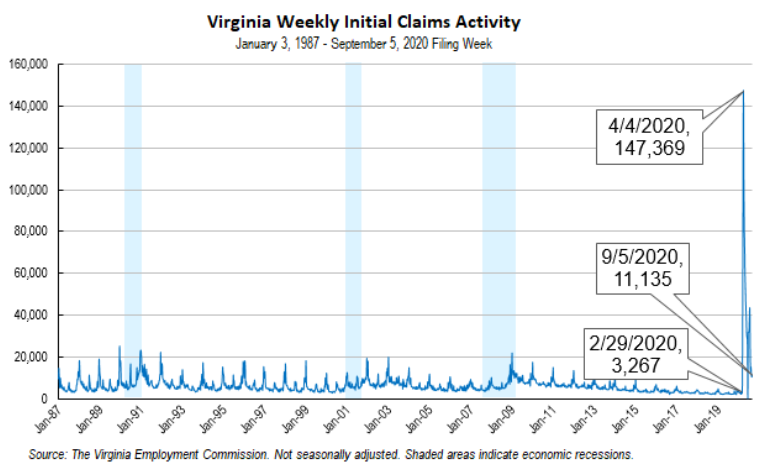 Virginia Weekly Initial Claims Activity
January 3, 1987 - September 5, 2020 Filing Week
160,000
140,000
120,000
100,000
80,000
60,000
40,000
20,000
0
4/4/2020,
147,369
9/5/2020,
11,135
2/29/2020,
3,267
Jan-87
Jan-89
Jan-91
Jan-93
Jan-95
Jan-97
Jan-99
Jan-01
Jan-03
Jan-05
Jan-07
Jan-09
Jan-11
Jan-13
Jan-15
Jan-17
Jan-19
Source: The Virginia Employment Commission. Not seasonally adjusted. Shaded areas indicate economic recessions.